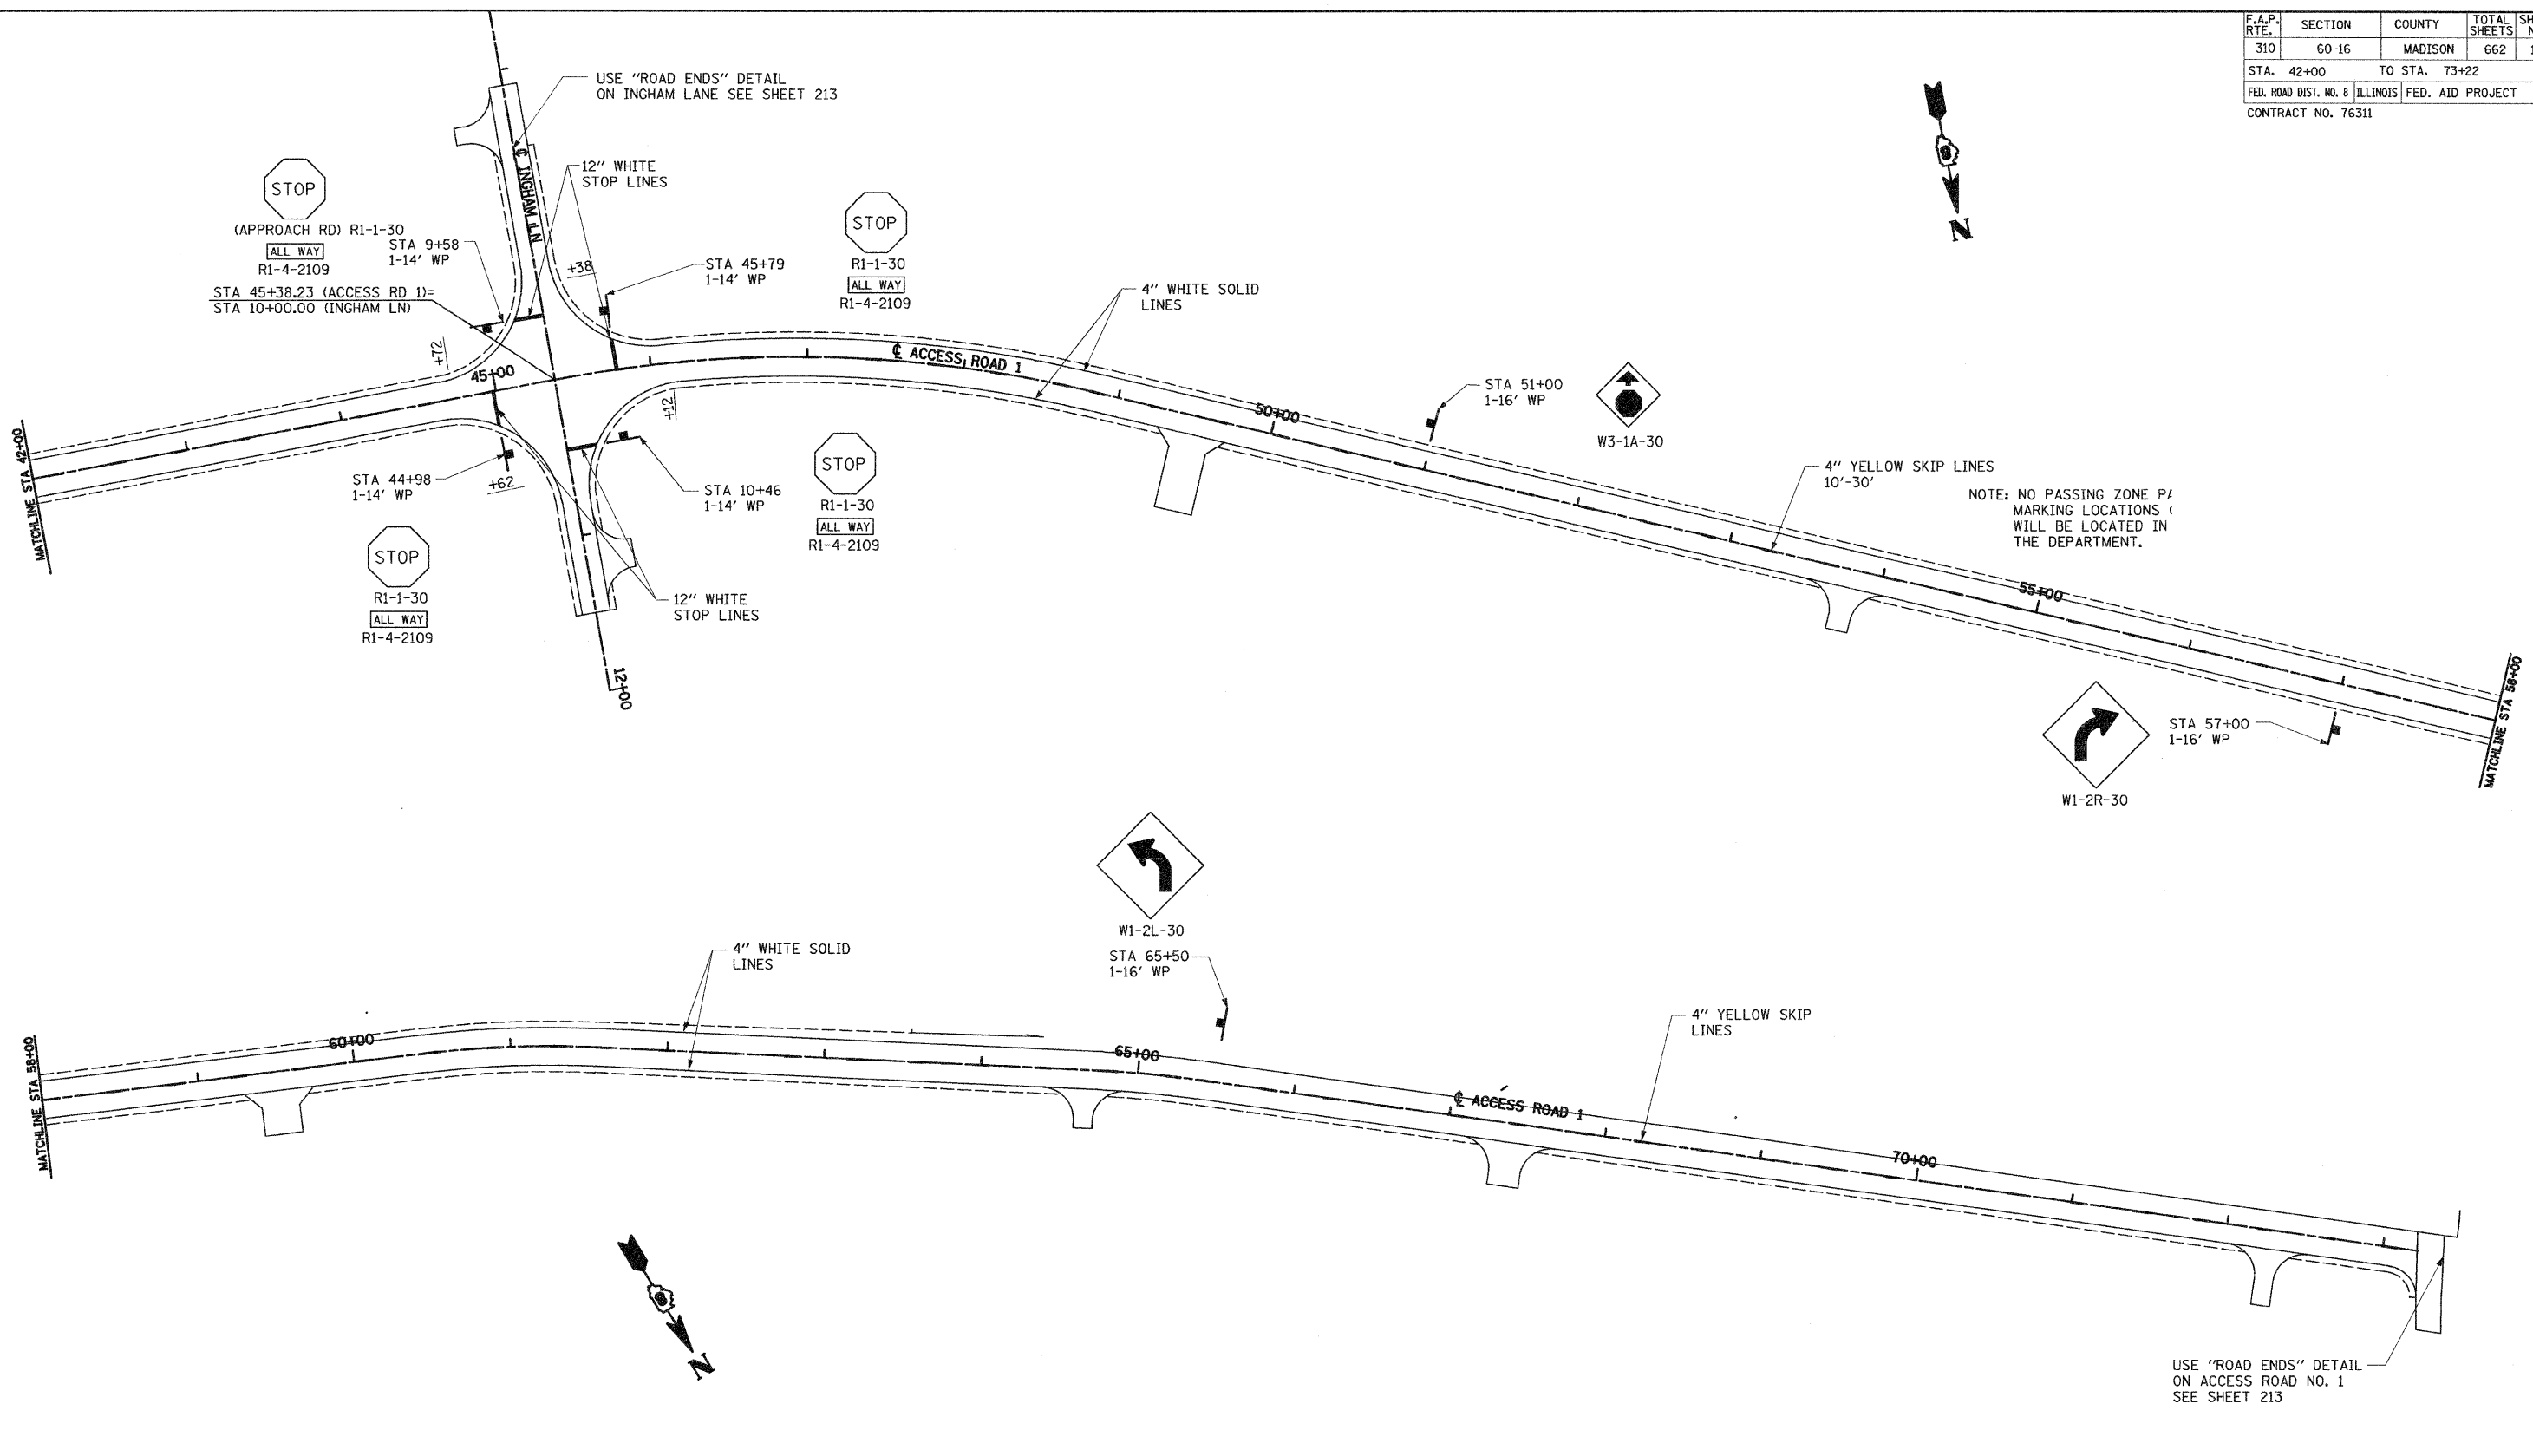 F.A.P. RTE. SECTION COUNTY TOTAL SHEETS
310 60-16 MADISON 662
STA. 42+00 TO STA. 73+22
FED. ROAD DIST. NO. 8 ILLINOIS FED. AID PROJECT
CONTRACT NO. 76311
USE "ROAD ENDS" DETAIL
ON INGHAM LANE SEE SHEET 213
12" WHITE
STOP LINES
℄ INGHAM LN
STOP
(APPROACH RD) R1-1-30
ALL WAY
R1-4-2109
STA 9+58
1-14' WP
STA 45+38.23 (ACCESS RD 1)=
STA 10+00.00 (INGHAM LN)
+38
STA 45+79
1-14' WP
STOP
R1-1-30
ALL WAY
R1-4-2109
4" WHITE SOLID
LINES
+72
45+00
℄ ACCESS ROAD 1
+12
50+00
STA 51+00
1-16' WP
W3-1A-30
MATCHLINE STA 42+00
STA 44+98
1-14' WP
+62
STA 10+46
1-14' WP
STOP
R1-1-30
ALL WAY
R1-4-2109
4" YELLOW SKIP LINES
10'-30'
NOTE: NO PASSING ZONE
MARKING LOCATIONS
WILL BE LOCATED IN
THE DEPARTMENT.
STOP
R1-1-30
ALL WAY
R1-4-2109
12" WHITE
STOP LINES
12+00
55+00
STA 57+00
1-16' WP
W1-2R-30
MATCHLINE STA 58+00
W1-2L-30
STA 65+50
1-16' WP
4" WHITE SOLID
LINES
MATCHLINE STA 58+00
60+00
65+00
4" YELLOW SKIP
LINES
℄ ACCESS ROAD 1
70+00
N
N
USE "ROAD ENDS" DETAIL
ON ACCESS ROAD NO. 1
SEE SHEET 213